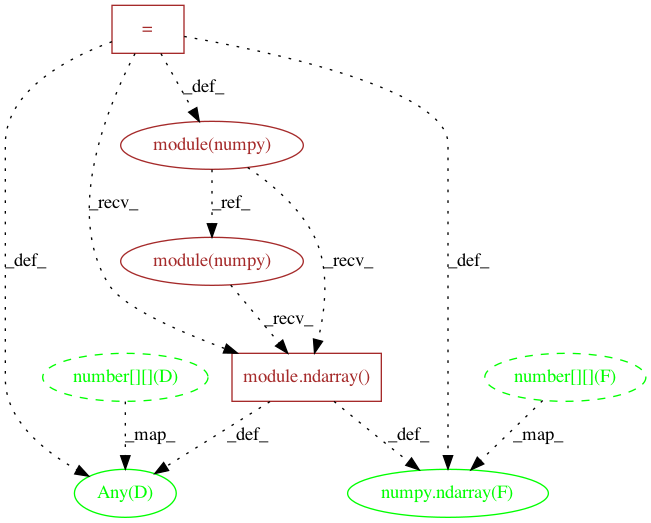 =
_def_
module(numpy)
_recv_
_ref_
_def_
module(numpy)
_recv_
_def_
_recv_
number[][](D)
module.ndarray()
number[][](F)
_map_
_def_
_def_
_map_
Any(D)
numpy.ndarray(F)